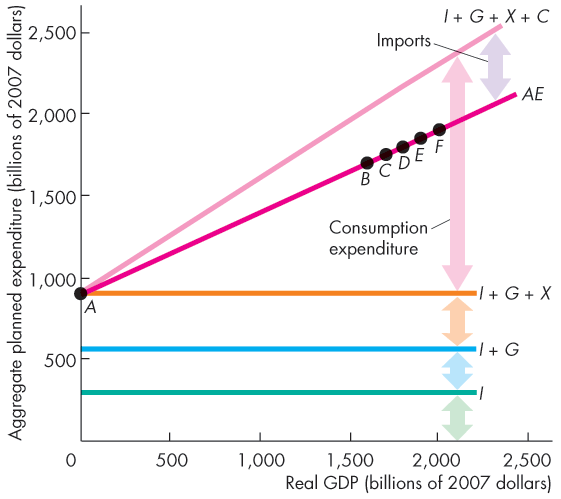 Aggregate planned expenditure (billions of 2007 dollars)
I + G + X + C
2,500
Imports
AE
2,000
F
E
D
C
B
1,500
Consumption
expenditure
1,000
I + G + X
A
I + G
500
I
0
500
1,000
1,500
2,000
2,500
Real GDP (billions of 2007 dollars)